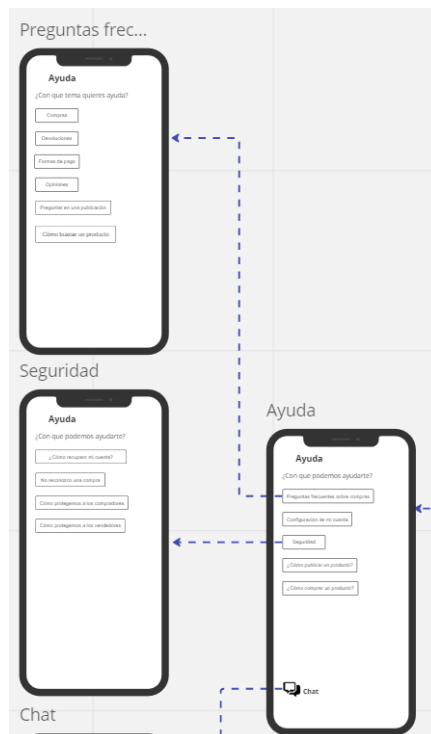 Preguntas frec...
Ayuda
¿Con que tema quieres ayuda?
Compras
Devoluciones
Formas de pago
Opiniones
Preguntar en una publicación
Cómo buscar un producto
Seguridad
Ayuda
¿Con que podemos ayudarte?
¿Cómo recupero mi cuenta?
No reconozco una compra
Cómo protegemos a los compradores
Cómo protegemos a los vendedores
Ayuda
Ayuda
¿Con que podemos ayudarte?
Preguntas frecuentes sobre compras
Configuración de mi cuenta
Seguridad
¿Cómo publicar un producto?
¿Cómo comprar un producto?
Chat
Chat